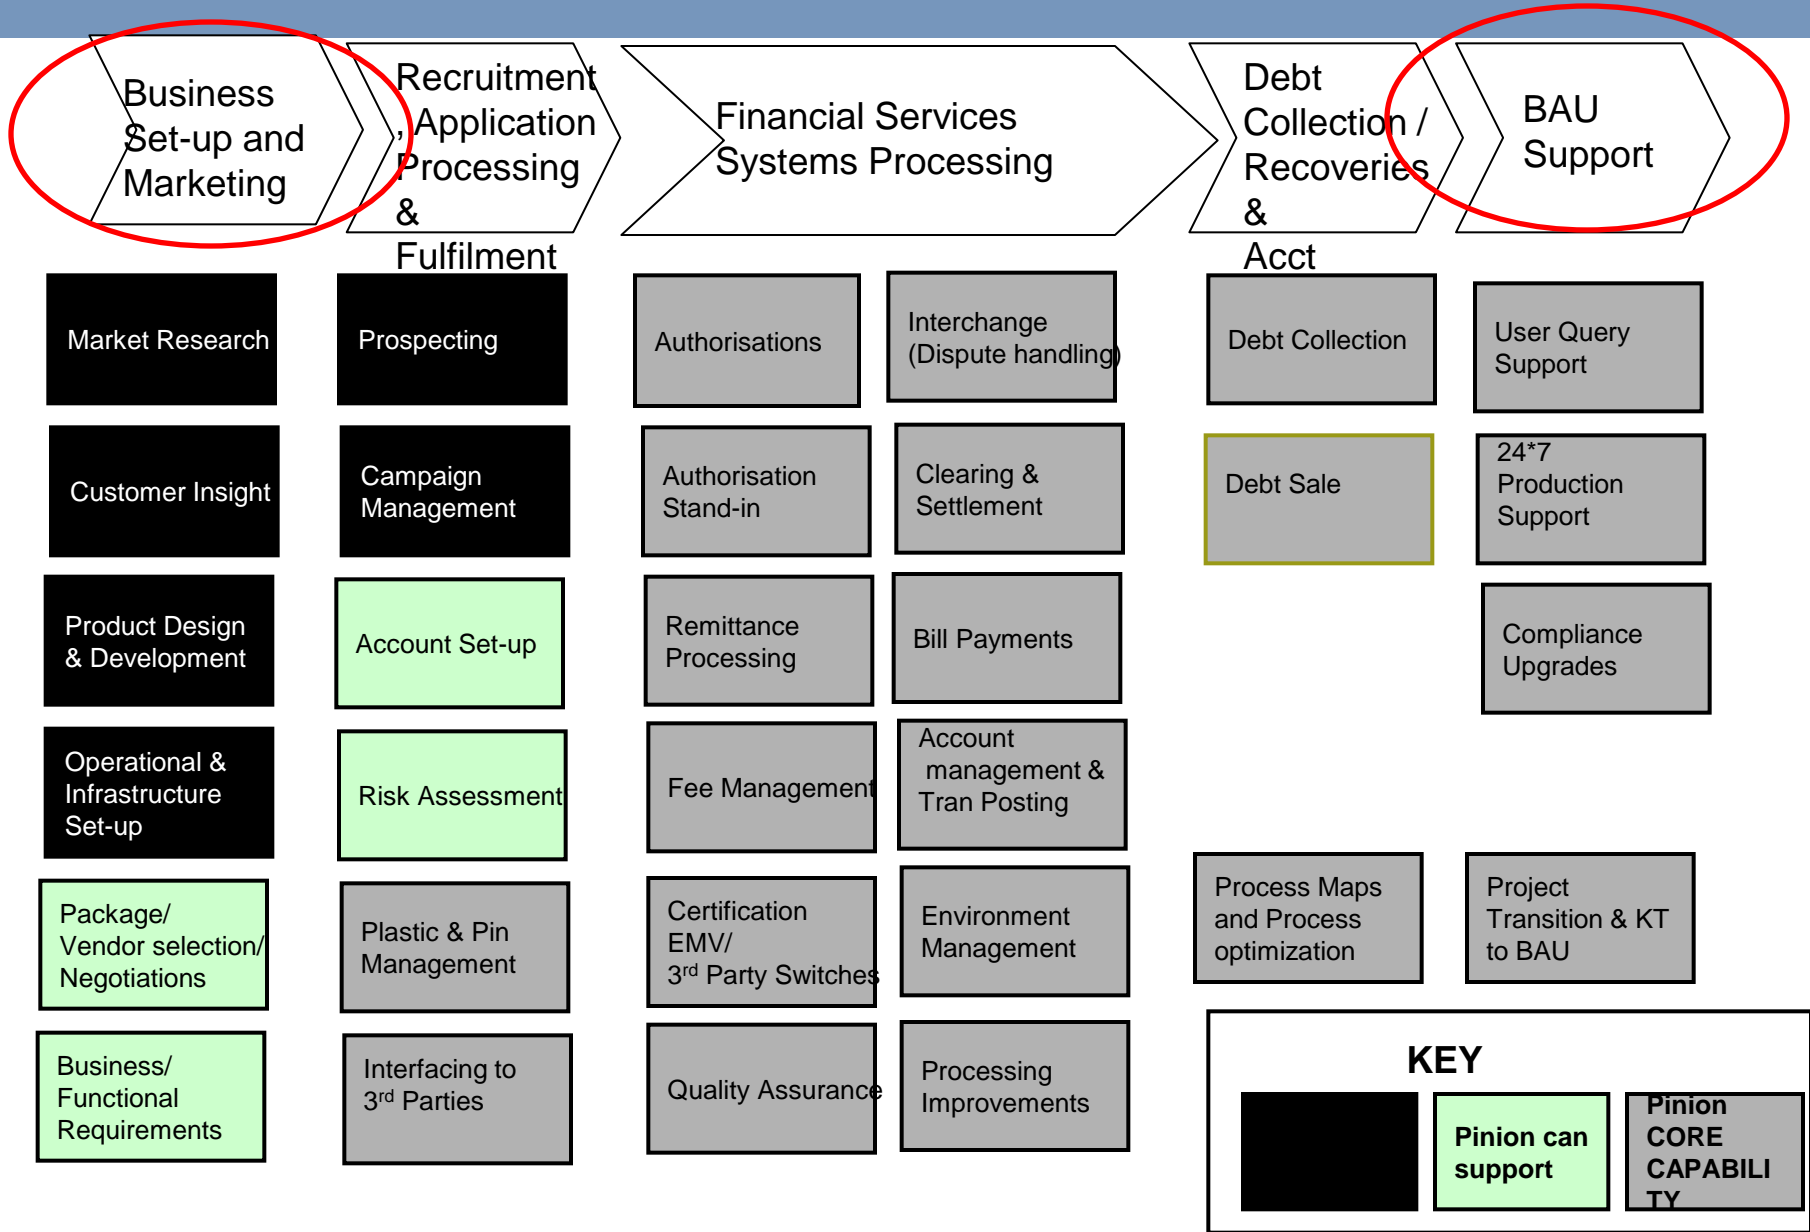 Business
Set-up and
Marketing
Recruitment
, Application
Processing
&
Fulfilment
Financial Services
Systems Processing
Debt
Collection /
Recoveries
&
Acct
BAU
Support
Market Research
Customer Insight
Product Design
& Development
Operational &
Infrastructure
Set-up
Package/
Vendor selection/
Negotiations
Business/
Functional
Requirements
Prospecting
Campaign
Management
Account Set-up
Risk Assessment
Plastic & Pin
Management
Interfacing to
3rd Parties
Authorisations
Authorisation
Stand-in
Remittance
Processing
Fee Management
Certification
EMV/
3rd Party Switches
Quality Assurance
Interchange
(Dispute handling)
Clearing &
Settlement
Bill Payments
Account
management &
Tran Posting
Environment
Management
Processing
Improvements
Debt Collection
Debt Sale
Process Maps
and Process
optimization
User Query
Support
24*7
Production
Support
Compliance
Upgrades
Project
Transition & KT
to BAU
KEY
Pinion can
support
Pinion
CORE
CAPABILI
TY